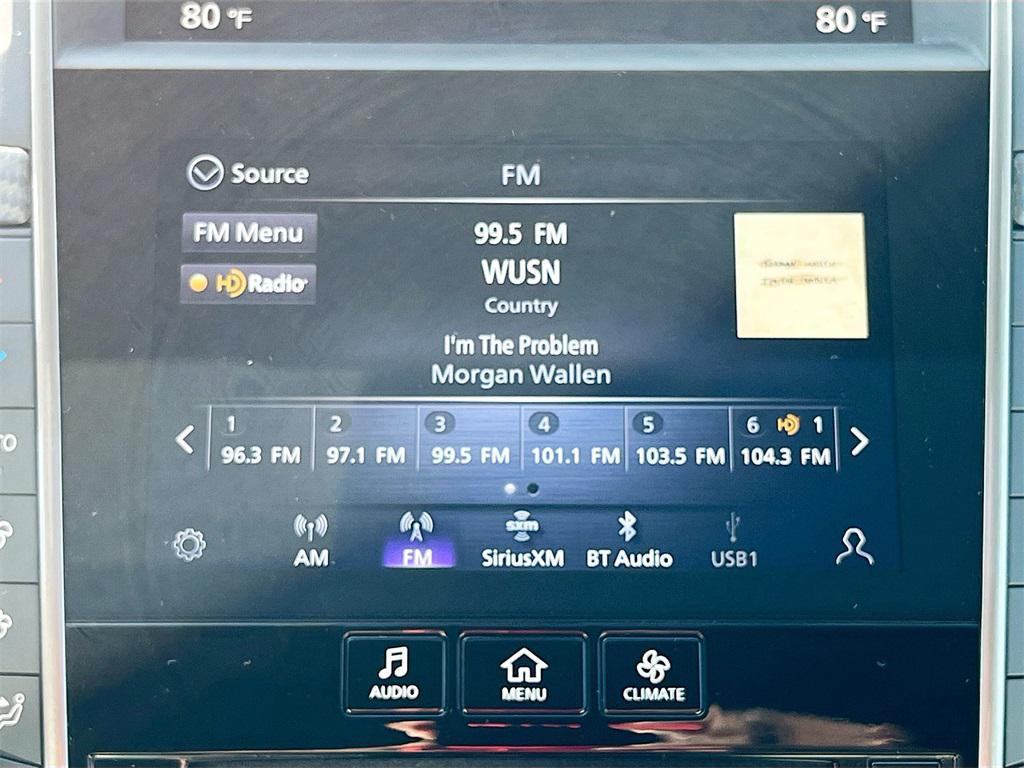 80 °F 80 °F
Source FM
FM Menu
HD Radio
99.5 FM
WUSN
Country
I'm The Problem
Morgan Wallen
1 2 3 4 5 6 HD 1
96.3 FM 97.1 FM 99.5 FM 101.1 FM 103.5 FM 104.3 FM
sxm
AM FM SiriusXM BT Audio USB1
AUDIO MENU CLIMATE